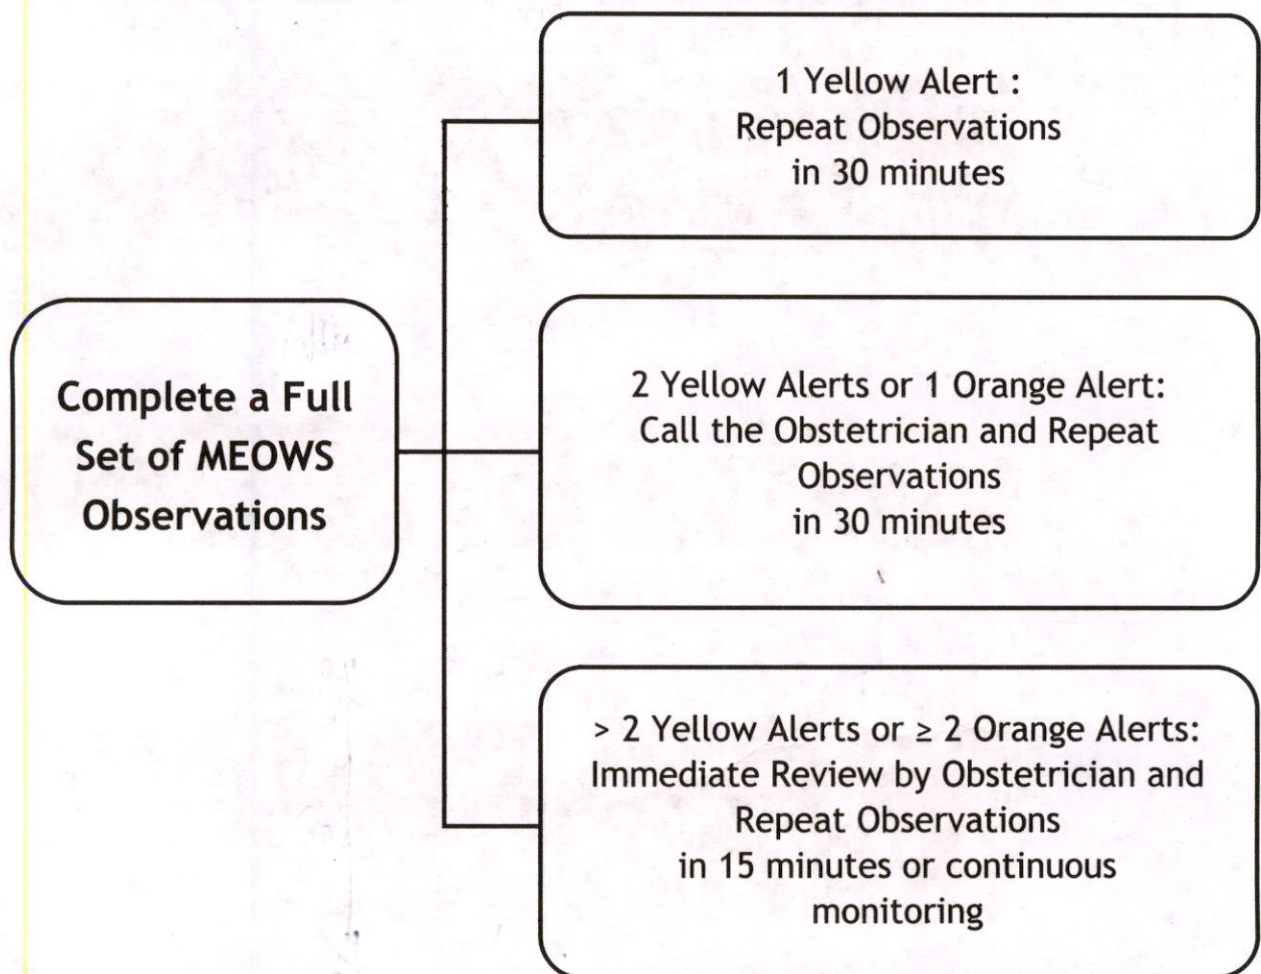 1 Yellow Alert :
Repeat Observations
in 30 minutes
Complete a Full
Set of MEOWS
Observations
2 Yellow Alerts or 1 Orange Alert:
Call the Obstetrician and Repeat
Observations
in 30 minutes
> 2 Yellow Alerts or ≥ 2 Orange Alerts:
Immediate Review by Obstetrician and
Repeat Observations
in 15 minutes or continuous
monitoring